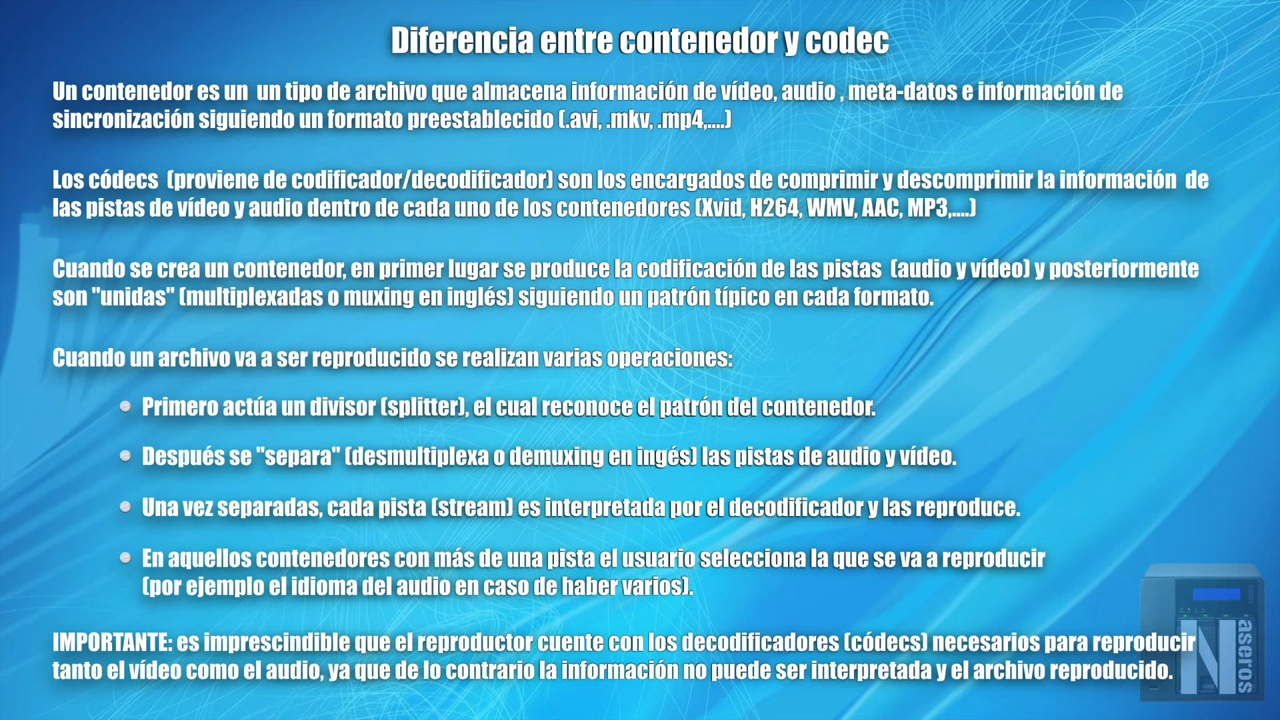 Diferencia entre contenedor y codec
Un contenedor es un  un tipo de archivo que almacena información de vídeo, audio , meta-datos e información de
sincronización siguiendo un formato preestablecido (.avi, .mkv, .mp4,....)
Los códecs  (proviene de codificador/decodificador) son los encargados de comprimir y descomprimir la información  de
las pistas de vídeo y audio dentro de cada uno de los contenedores (Xvid, H264, WMV, AAC, MP3,....)
Cuando se crea un contenedor, en primer lugar se produce la codificación de las pistas  (audio y vídeo) y posteriormente
son "unidas" (multiplexadas o muxing en inglés) siguiendo un patrón típico en cada formato.
Cuando un archivo va a ser reproducido se realizan varias operaciones:
Primero actúa un divisor (splitter), el cual reconoce el patrón del contenedor.
Después se "separa" (desmultiplexa o demuxing en ingés) las pistas de audio y vídeo.
Una vez separadas, cada pista (stream) es interpretada por el decodificador y las reproduce.
En aquellos contenedores con más de una pista el usuario selecciona la que se va a reproducir
(por ejemplo el idioma del audio en caso de haber varios).
IMPORTANTE: es imprescindible que el reproductor cuente con los decodificadores (códecs) necesarios para reproducir
tanto el vídeo como el audio, ya que de lo contrario la información no puede ser interpretada y el archivo reproducido.
Naseros